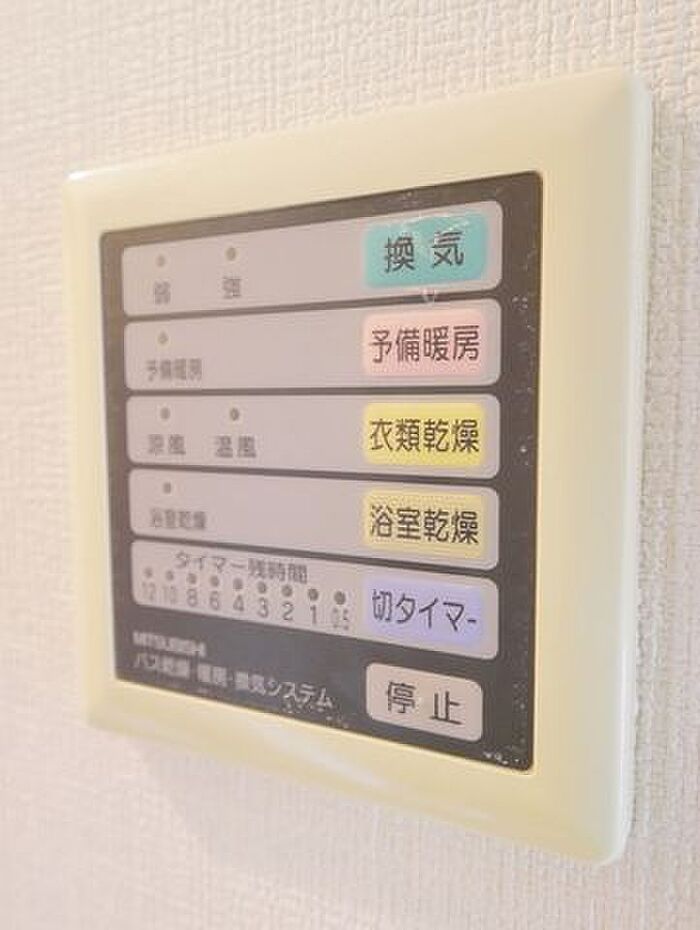 換気
弱 強
予備暖房
予備暖房
衣類乾燥
涼風 温風
浴室乾燥
浴室乾燥
タイマー残時間
12 10 8 6 4 3 2 1 0.5
切タイマー
MITSUBISHI
バス乾燥・暖房・換気システム
停止